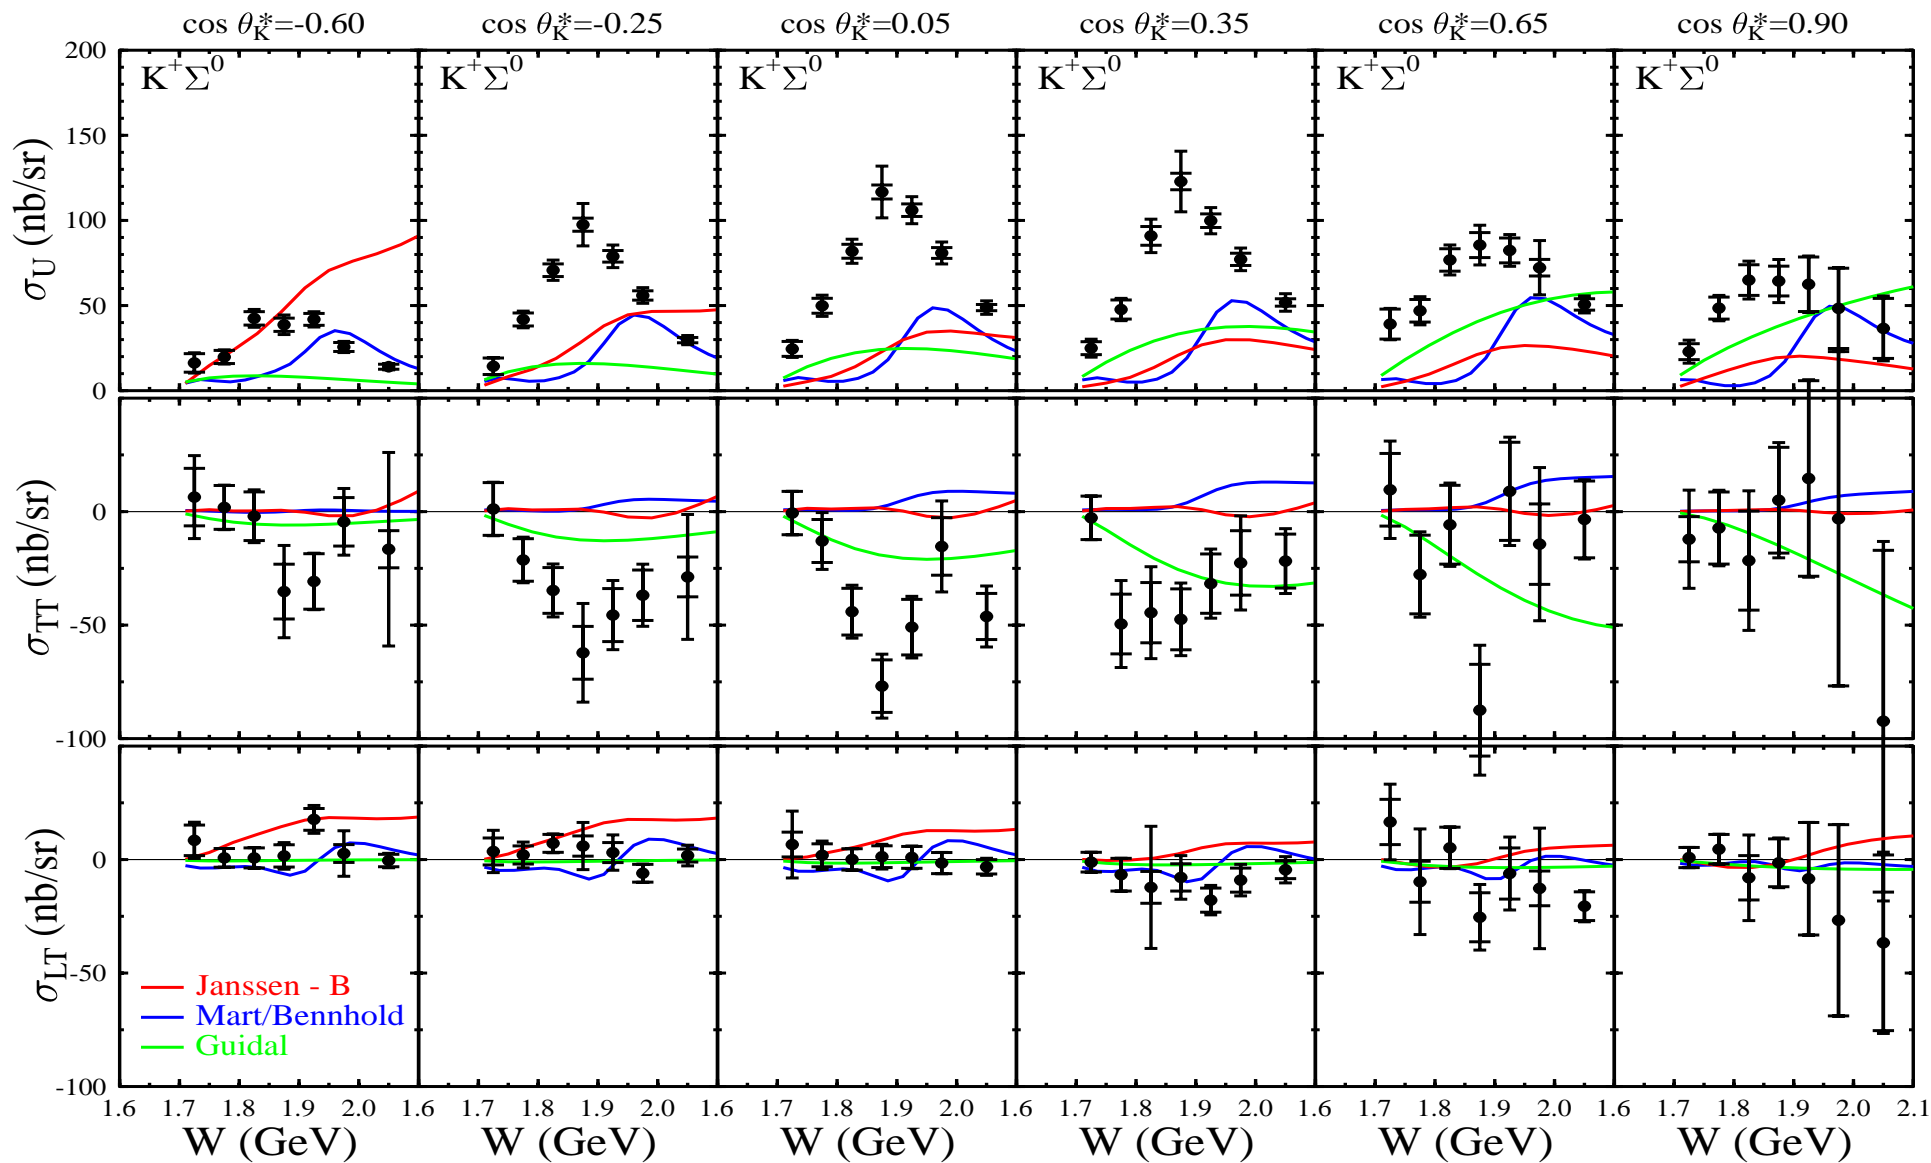 cos θ*K=-0.60 cos θ*K=-0.25 cos θ*K=0.05 cos θ*K=0.35 cos θ*K=0.65 cos θ*K=0.90
200
K+Σ0 K+Σ0 K+Σ0 K+Σ0 K+Σ0 K+Σ0
150
100
50
0
σU (nb/sr)
0
-50
-100
σTT (nb/sr)
0
-50
-100
σLT (nb/sr)
Janssen - B
Mart/Bennhold
Guidal
1.6 1.7 1.8 1.9 2.0 1.6 1.7 1.8 1.9 2.0 1.6 1.7 1.8 1.9 2.0 1.6 1.7 1.8 1.9 2.0 1.6 1.7 1.8 1.9 2.0 1.6 1.7 1.8 1.9 2.0 2.1
W (GeV) W (GeV) W (GeV) W (GeV) W (GeV) W (GeV)